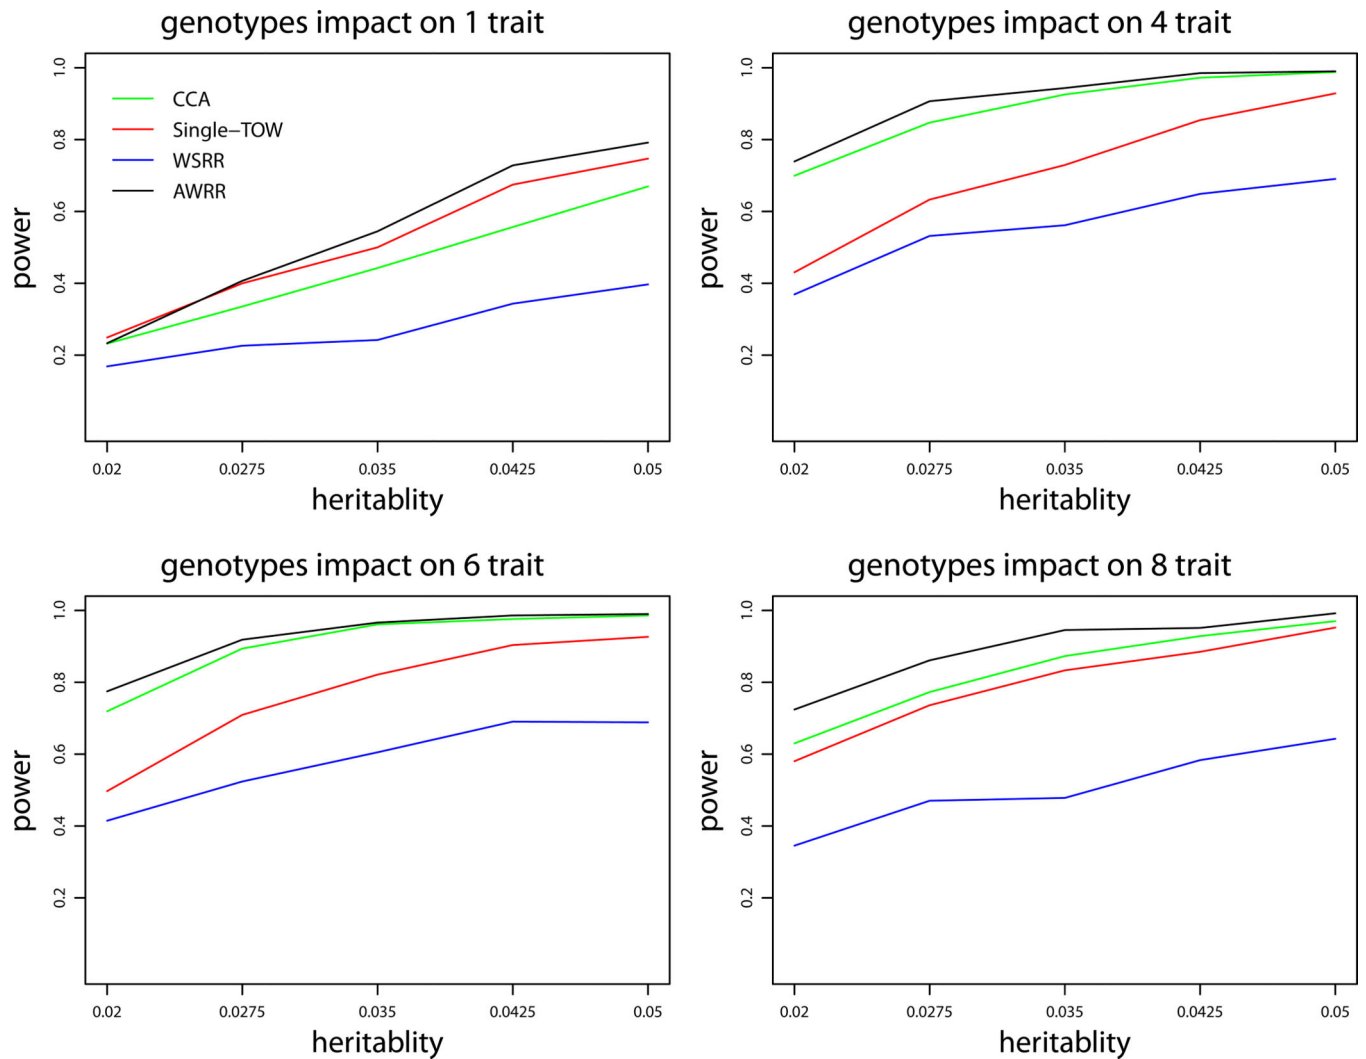 genotypes impact on 1 trait
1.0
0.8
0.6
0.4
0.2
power
CCA
Single-TOW
WSRR
AWRR
0.02 0.0275 0.035 0.0425 0.05
heritablity
genotypes impact on 4 trait
1.0
0.8
0.6
0.4
0.2
power
0.02 0.0275 0.035 0.0425 0.05
heritablity
genotypes impact on 6 trait
1.0
0.8
0.6
0.4
0.2
power
0.02 0.0275 0.035 0.0425 0.05
heritablity
genotypes impact on 8 trait
1.0
0.8
0.6
0.4
0.2
power
0.02 0.0275 0.035 0.0425 0.05
heritablity